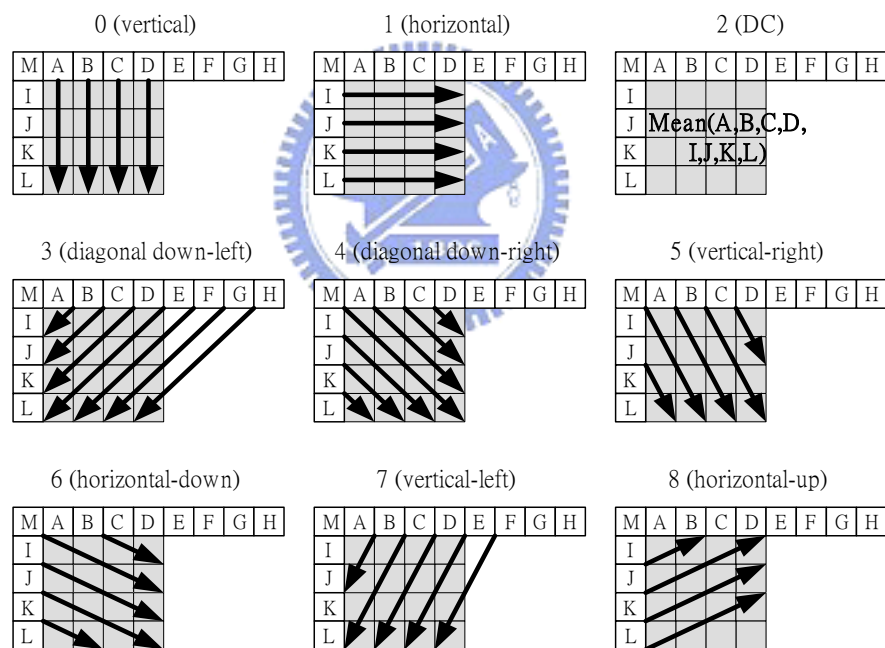 0 (vertical) 1 (horizontal) 2 (DC)
M A B C D E F G H M A B C D E F G H M A B C D E F G H
I I I
J J J Mean(A,B,C,D,
K K K I,J,K,L)
L L L
3 (diagonal down-left) 4 (diagonal down-right) 5 (vertical-right)
M A B C D E F G H M A B C D E F G H M A B C D E F G H
I I I
J J J
K K K
L L L
6 (horizontal-down) 7 (vertical-left) 8 (horizontal-up)
M A B C D E F G H M A B C D E F G H M A B C D E F G H
I I I
J J J
K K K
L L L